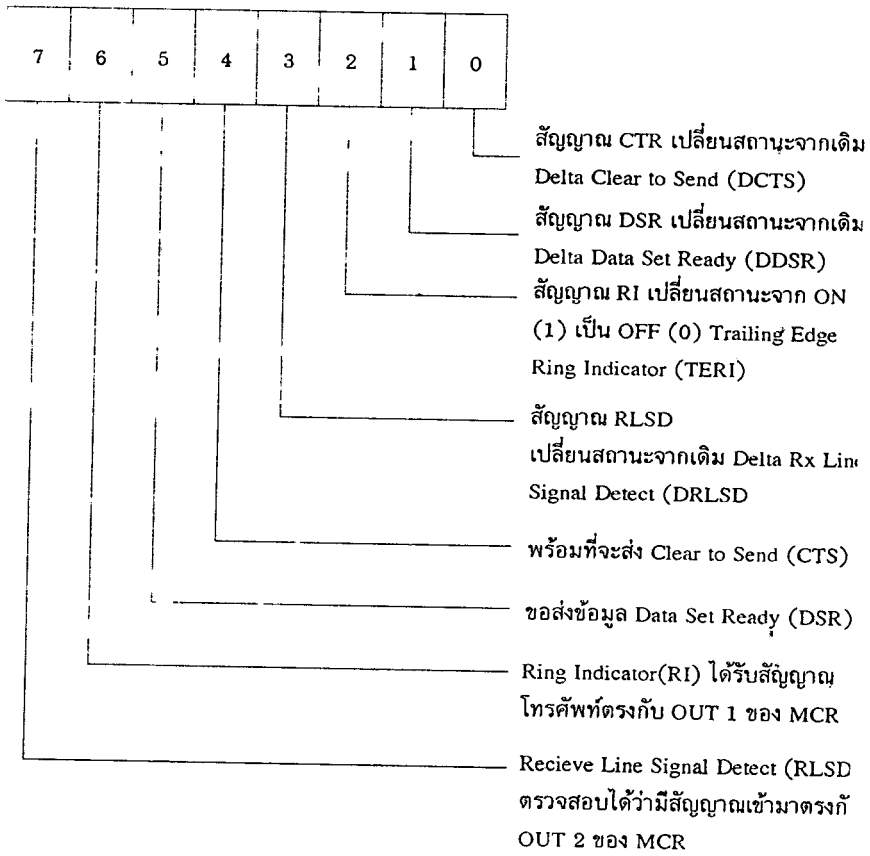 7 6 5 4 3 2 1 0
สัญญาณ CTR เปลี่ยนสถานะจากเดิม
Delta Clear to Send (DCTS)
สัญญาณ DSR เปลี่ยนสถานะจากเดิม
Delta Data Set Ready (DDSR)
สัญญาณ RI เปลี่ยนสถานะจาก ON
(1) เป็น OFF (0) Trailing Edge
Ring Indicator (TERI)
สัญญาณ RLSD
เปลี่ยนสถานะจากเดิม Delta Rx Line
Signal Detect (DRLSD
พร้อมที่จะส่ง Clear to Send (CTS)
ขอส่งข้อมูล Data Set Ready (DSR)
Ring Indicator(RI) ได้รับสัญญาณ
โทรศัพท์ตรงกับ OUT 1 ของ MCR
Recieve Line Signal Detect (RLSD
ตรวจสอบได้ว่ามีสัญญาณเข้ามาตรงกั
OUT 2 ของ MCR